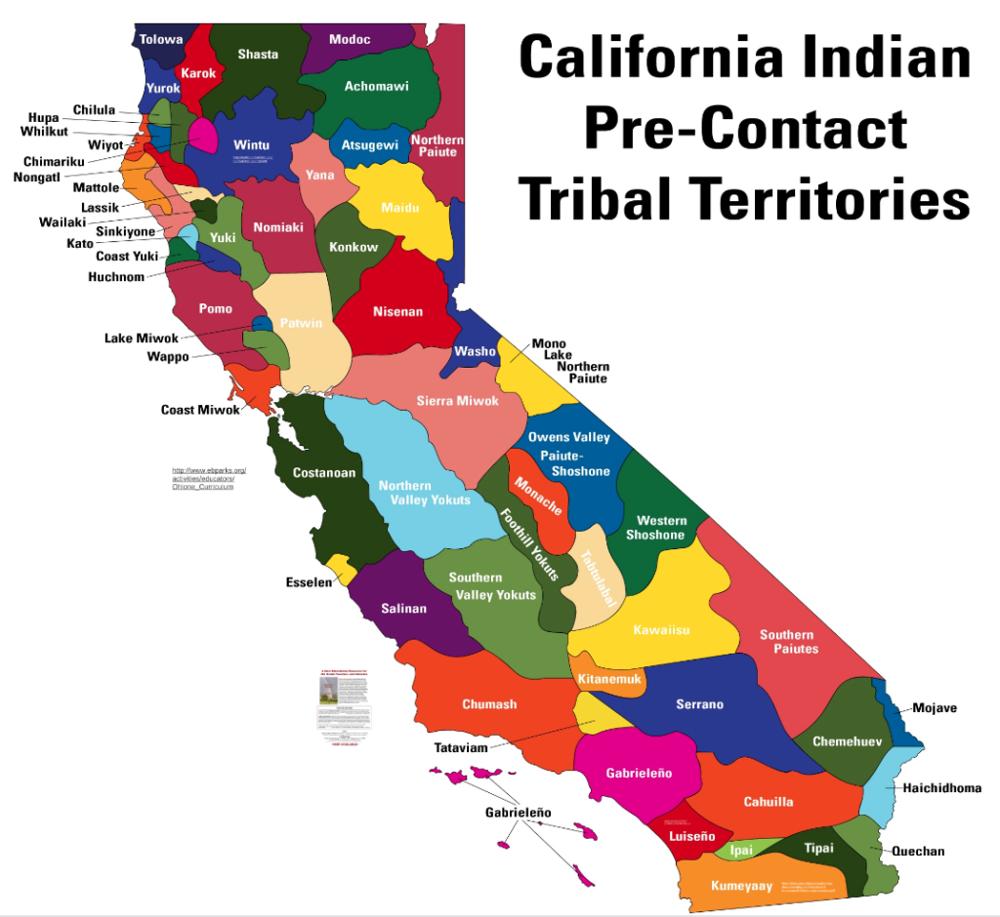 California Indian
Pre-Contact
Tribal Territories
Tolowa
Karok
Shasta
Modoc
Yurok
Achomawi
Chilula
Hupa
Whilkut
Wiyot
Chimariku
Nongatl
Mattole
Lassik
Wailaki
Sinkiyone
Kato
Coast Yuki
Huchnom
Wintu
Atsugewi
Northern
Paiute
Yana
Maidu
Yuki
Nomiaki
Konkow
Pomo
Patwin
Nisenan
Lake Miwok
Wappo
Washo
Mono
Lake
Northern
Paiute
Coast Miwok
Sierra Miwok
Owens Valley
Paiute-
Shoshone
http://www.ebparks.org/
activities/educators/
Ohlone_Curriculum
Costanoan
Northern
Valley Yokuts
Monache
Foothill Yokuts
Western
Shoshone
Tabtulabal
Esselen
Salinan
Southern
Valley Yokuts
Kawaiisu
Southern
Paiutes
Kitanemuk
Chumash
Serrano
Tataviam
Mojave
Chemehuev
Gabrieleño
Haichidhoma
Cahuilla
Gabrieleño
Luiseño
Ipai
Tipai
Quechan
Kumeyaay